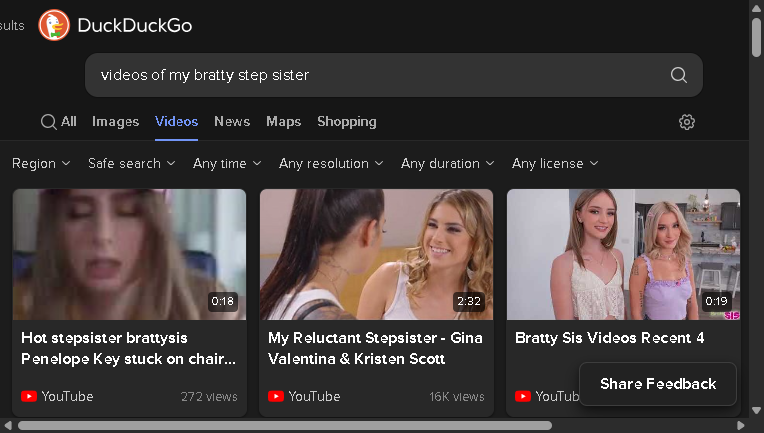 sults
DuckDuckGo
videos of my bratty step sister
All Images Videos News Maps Shopping
Region Safe search Any time Any resolution Any duration Any license
0:18
2:32
0:19
SIS
Hot stepsister brattysis
Penelope Key stuck on chair...
YouTube 272 views
My Reluctant Stepsister - Gina
Valentina & Kristen Scott
YouTube 16K views
Bratty Sis Videos Recent 4
YouTub
Share Feedback